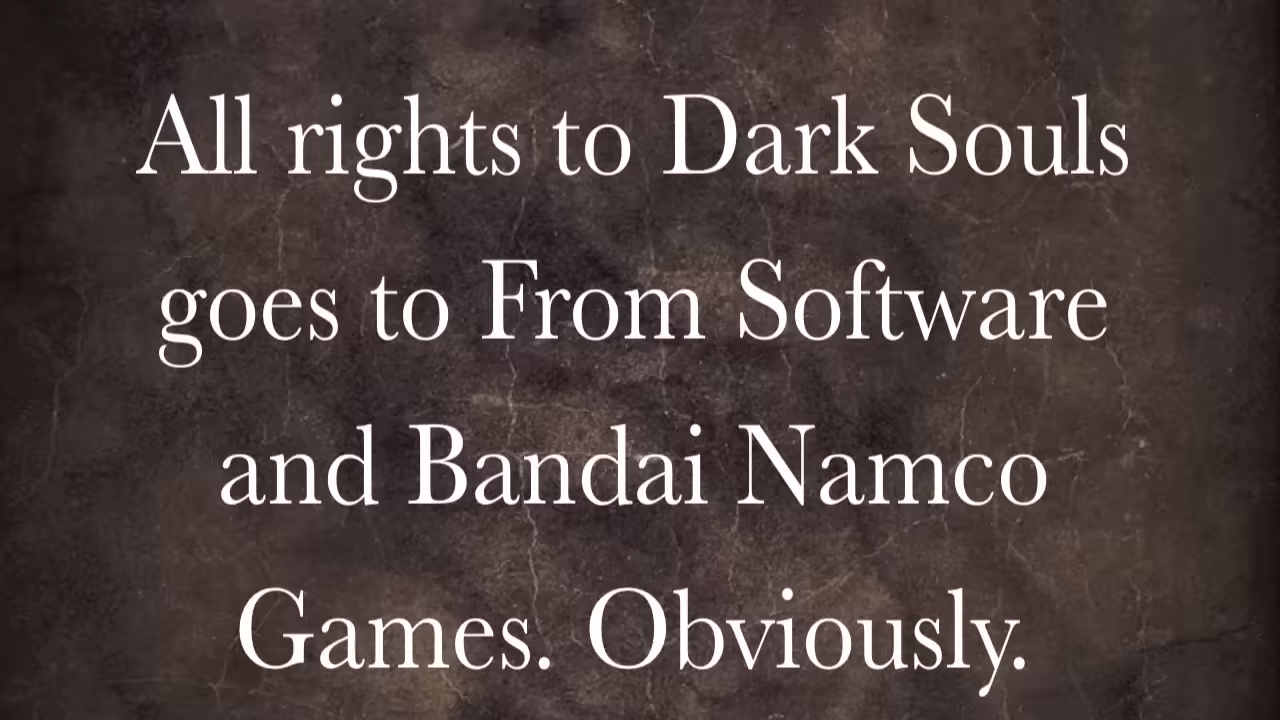 All rights to Dark Souls
goes to From Software
and Bandai Namco
Games. Obviously.